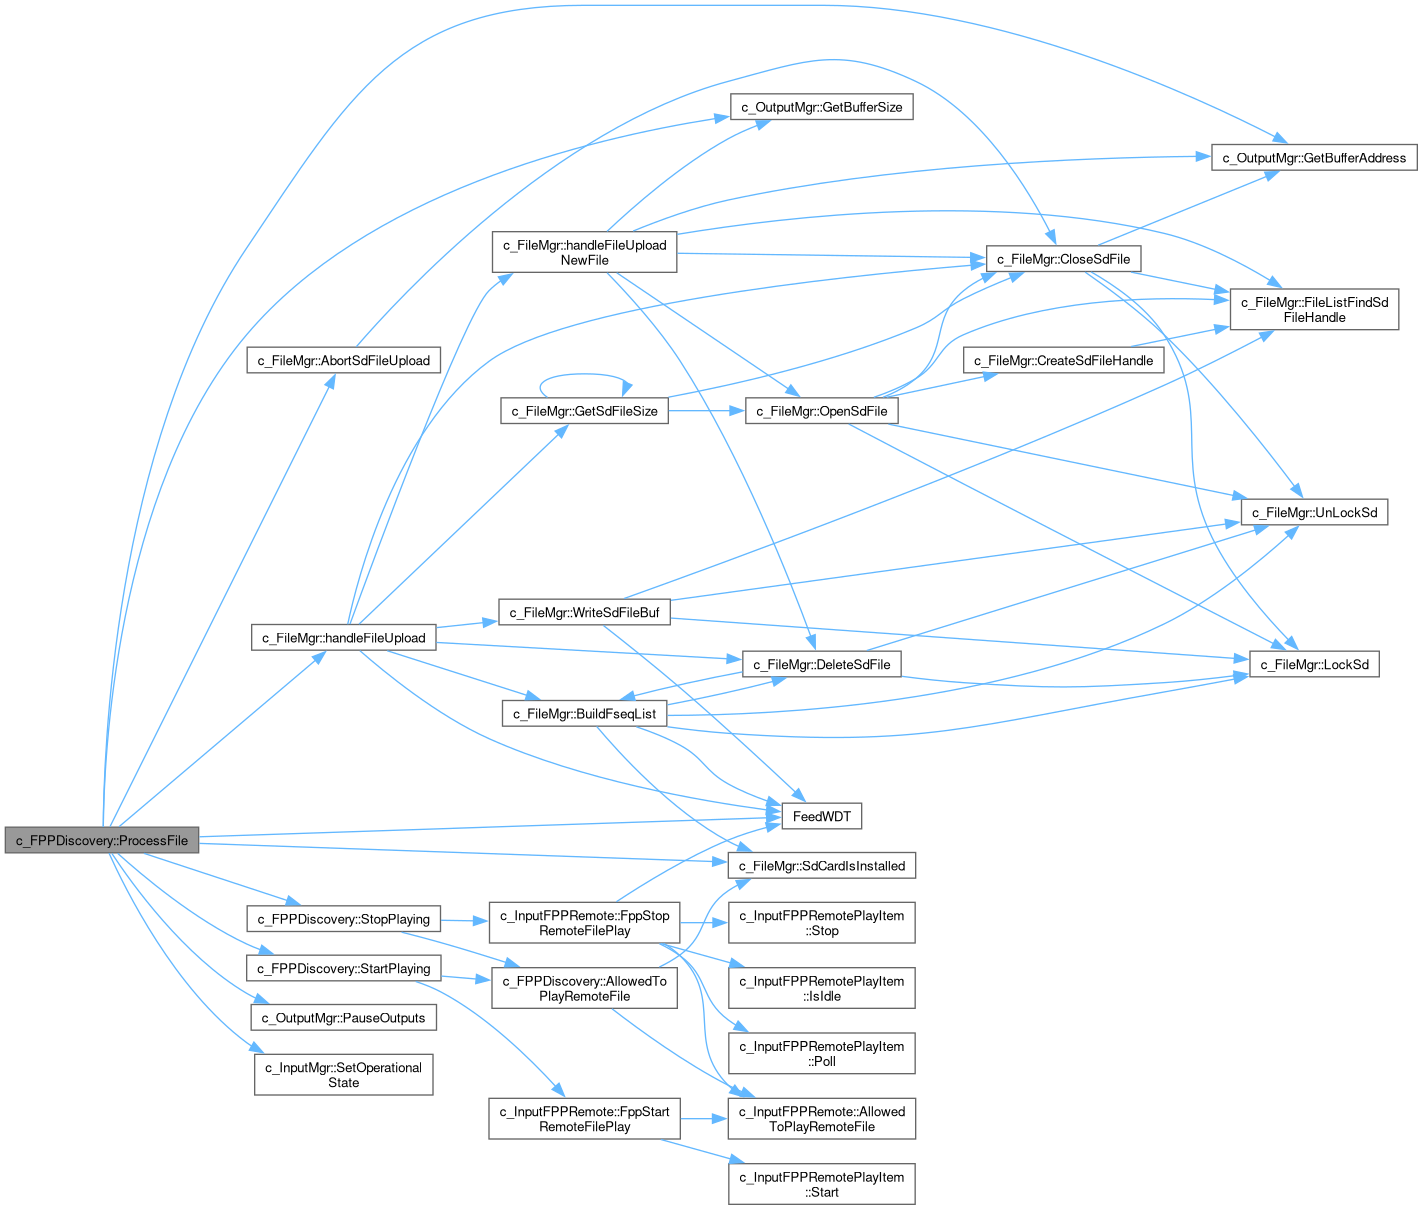 c_OutputMgr::GetBufferSize
c_OutputMgr::GetBufferAddress
c_FileMgr::handleFileUpload
NewFile
c_FileMgr::CloseSdFile
c_FileMgr::FileListFindSd
FileHandle
c_FileMgr::AbortSdFileUpload
c_FileMgr::CreateSdFileHandle
c_FileMgr::GetSdFileSize
c_FileMgr::OpenSdFile
c_FileMgr::UnLockSd
c_FileMgr::WriteSdFileBuf
c_FileMgr::handleFileUpload
c_FileMgr::DeleteSdFile
c_FileMgr::LockSd
c_FileMgr::BuildFseqList
FeedWDT
c_FPPDiscovery::ProcessFile
c_FileMgr::SdCardIsInstalled
c_FPPDiscovery::StopPlaying
c_InputFPPRemote::FppStop
RemoteFilePlay
c_InputFPPRemotePlayItem
::Stop
c_FPPDiscovery::StartPlaying
c_FPPDiscovery::AllowedTo
PlayRemoteFile
c_InputFPPRemotePlayItem
::IsIdle
c_OutputMgr::PauseOutputs
c_InputFPPRemotePlayItem
::Poll
c_InputMgr::SetOperational
State
c_InputFPPRemote::FppStart
RemoteFilePlay
c_InputFPPRemote::Allowed
ToPlayRemoteFile
c_InputFPPRemotePlayItem
::Start